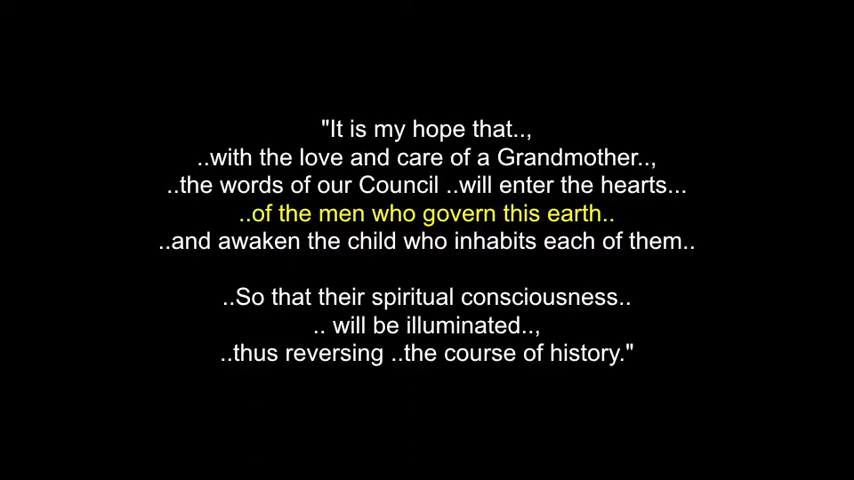 "It is my hope that..,
..with the love and care of a Grandmother..,
..the words of our Council ..will enter the hearts...
..of the men who govern this earth..
..and awaken the child who inhabits each of them..
..So that their spiritual consciousness..
.. will be illuminated..,
..thus reversing ..the course of history."